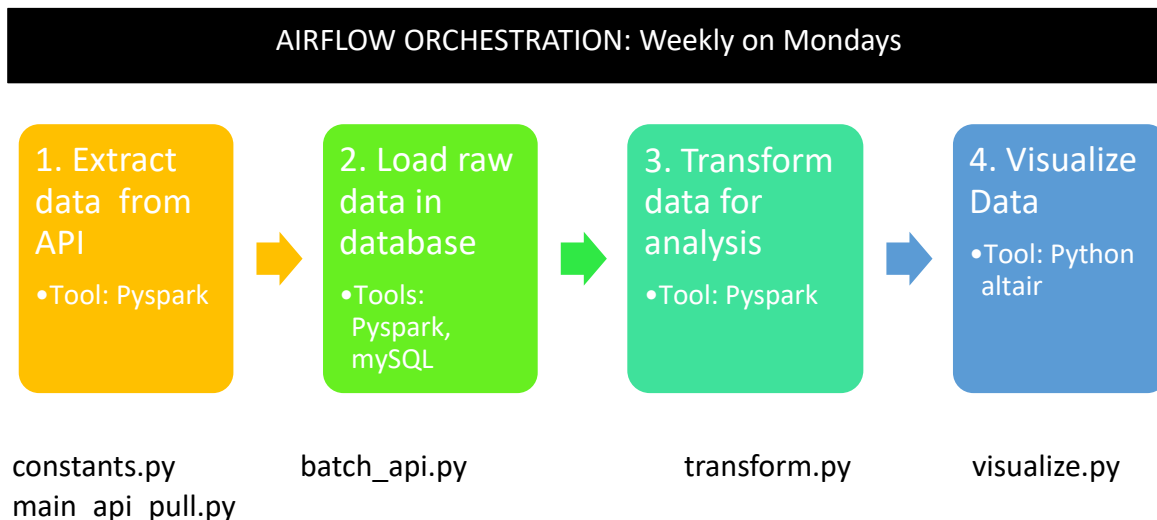 AIRFLOW ORCHESTRATION: Weekly on Mondays
1. Extract
data from
API
•Tool: Pyspark
2. Load raw
data in
database
•Tools:
Pyspark,
mySQL
3. Transform
data for
analysis
•Tool: Pyspark
4. Visualize
Data
•Tool: Python
altair
constants.py
main_api_pull.py
batch_api.py
transform.py
visualize.py